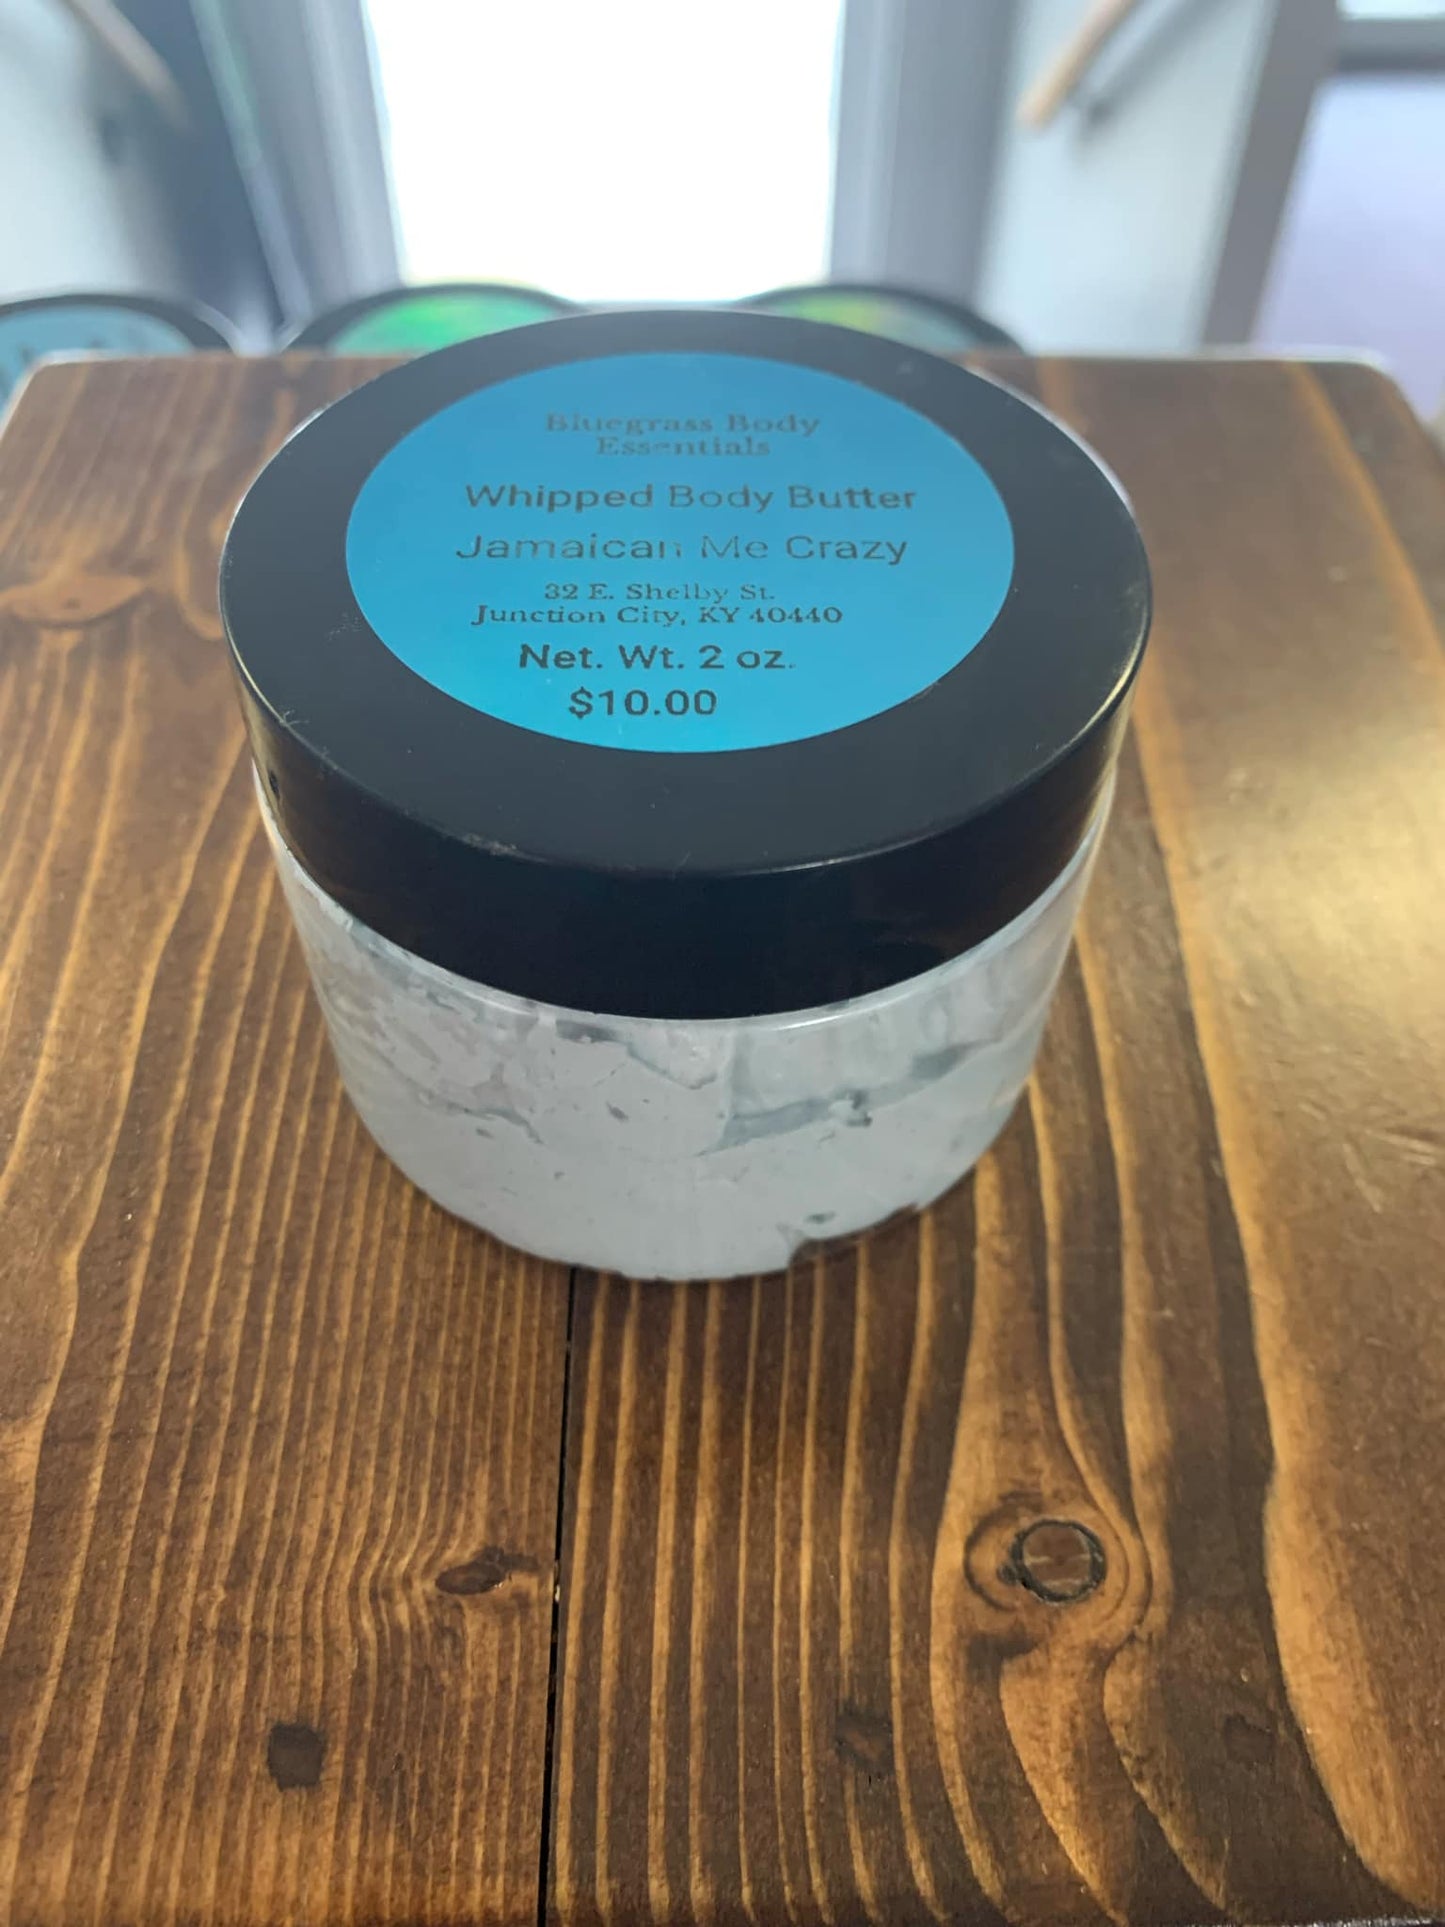 Bluegrass Body
Essentials
Whipped Body Butter
Jamaican Me Crazy
32 E. Shelby St.
Junction City, KY 40440
Net. Wt. 2 oz.
$10.00